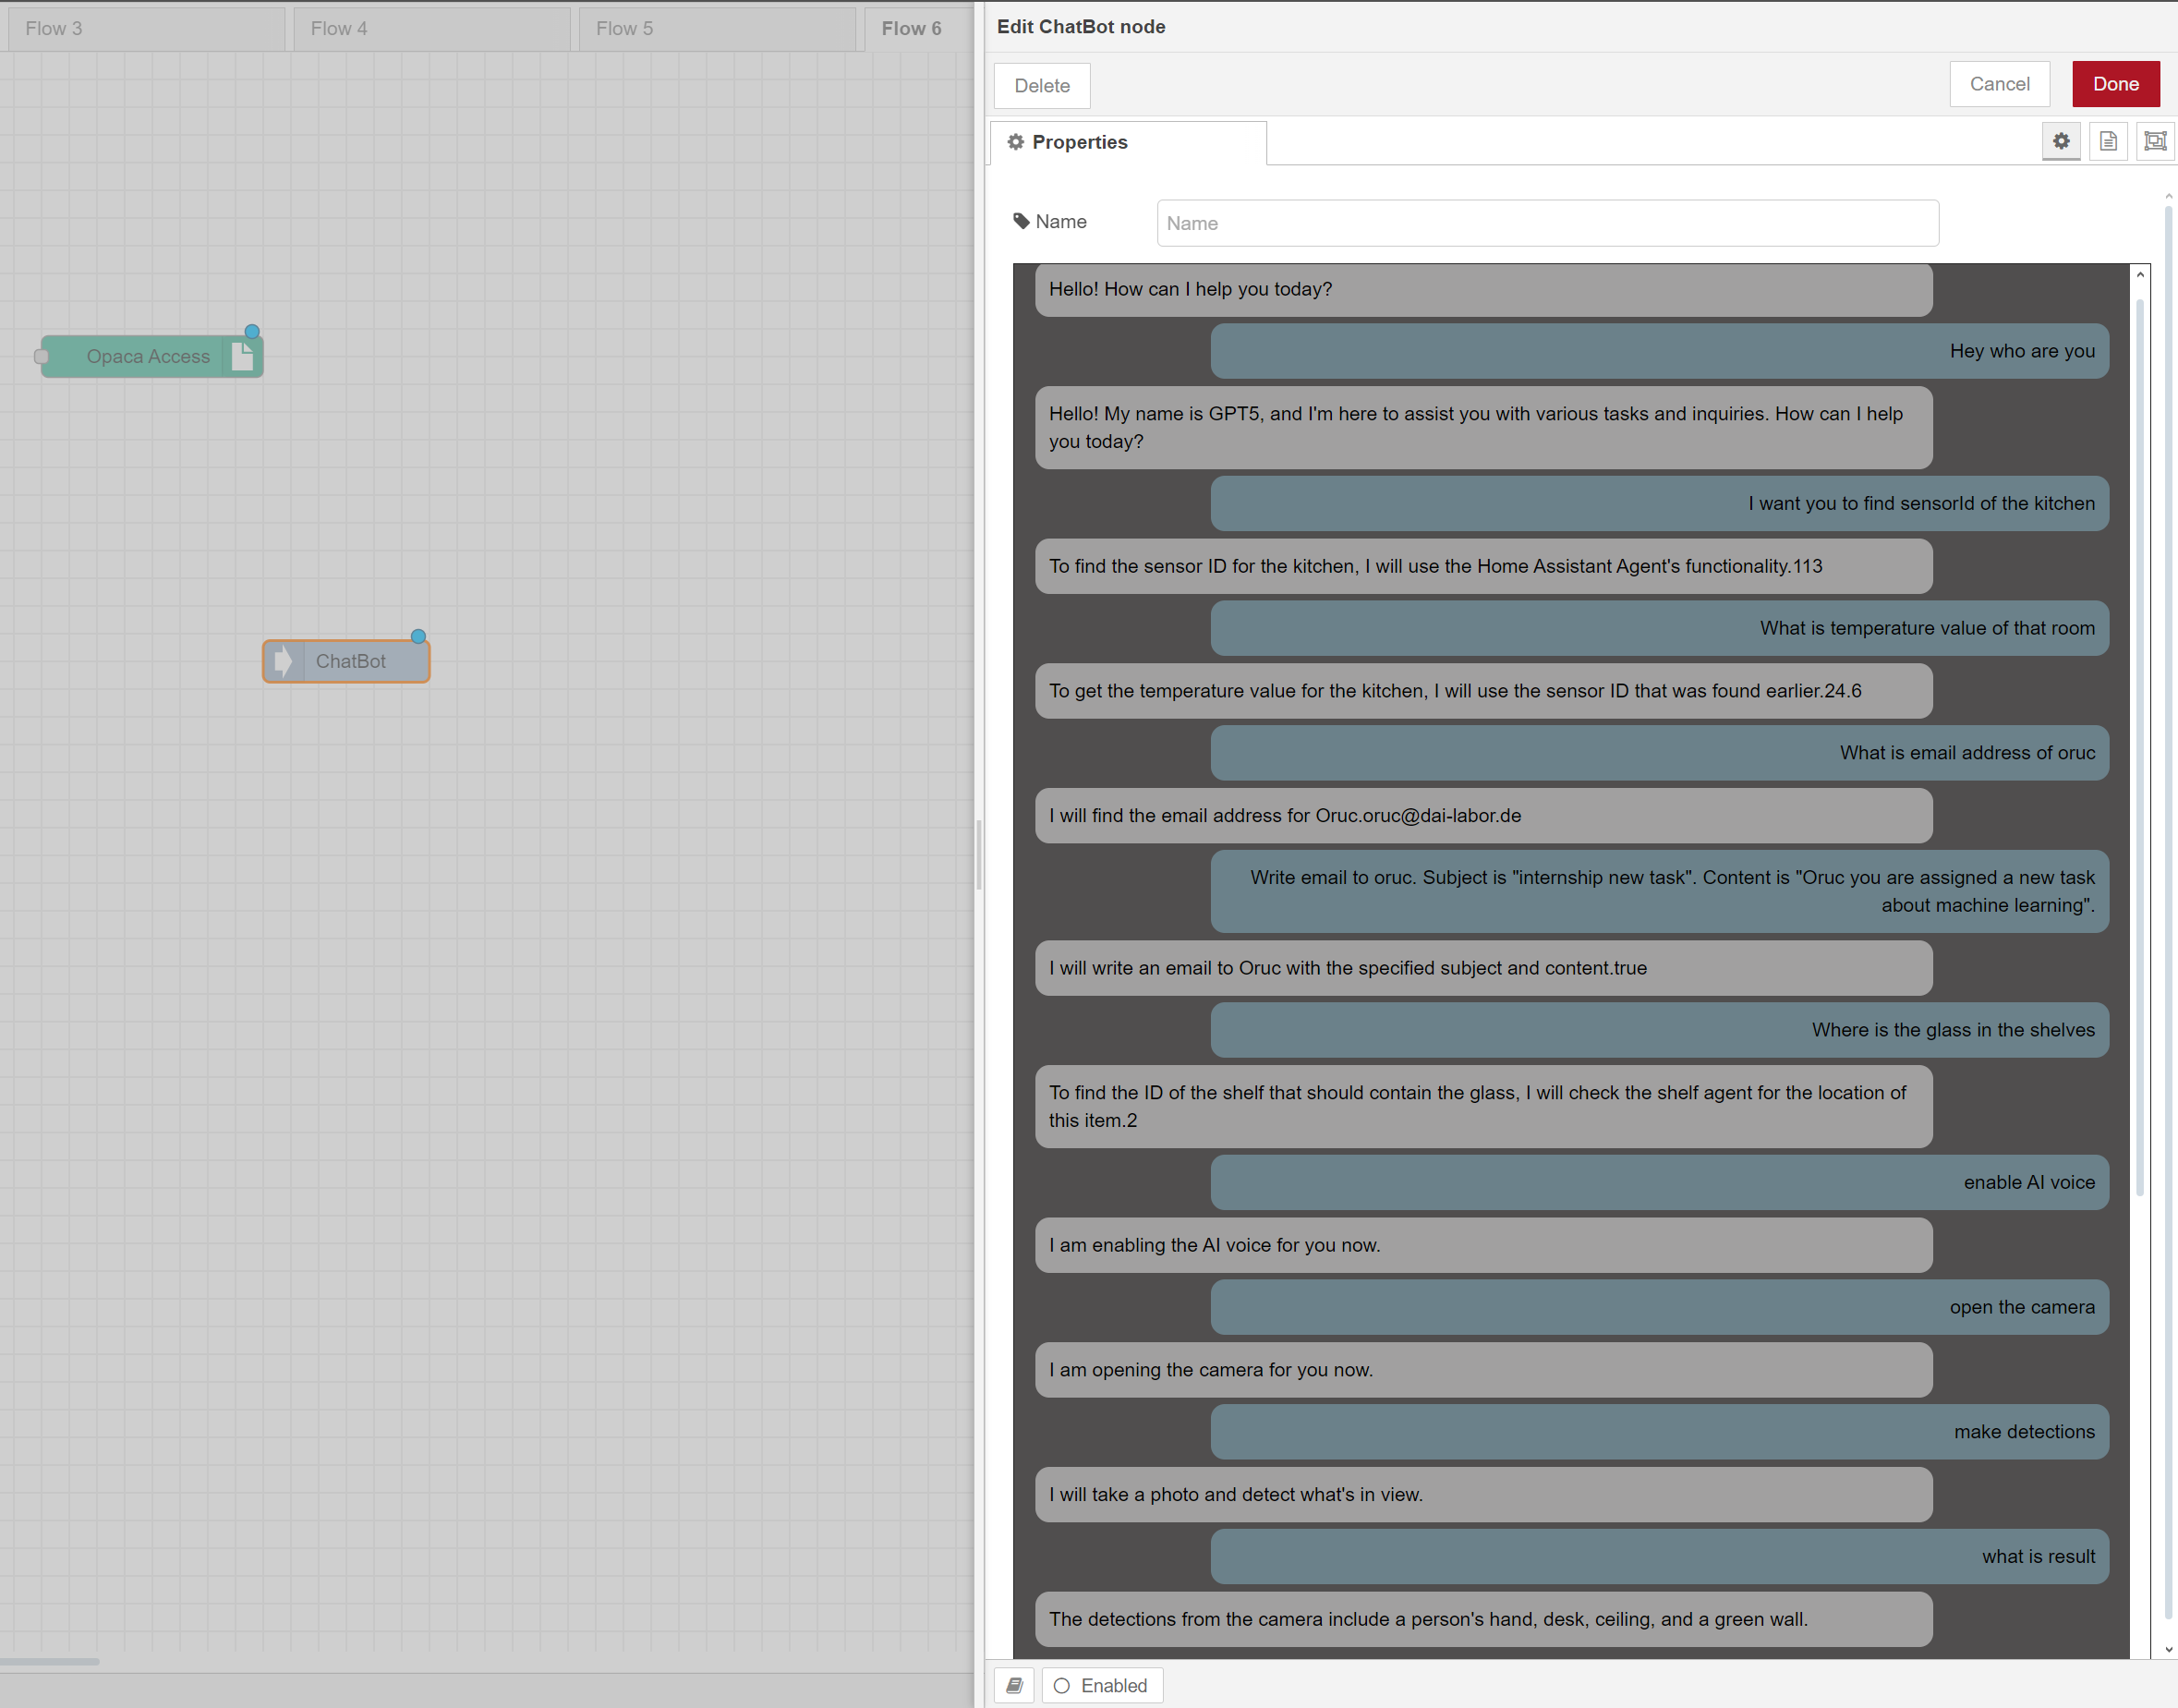 Flow 3
Flow 4
Flow 5
Flow 6
Opaca Access
ChatBot
Edit ChatBot node
Delete
Cancel
Done
Properties
Name
Name
Hello! How can I help you today?
Hey who are you
Hello! My name is GPT5, and I'm here to assist you with various tasks and inquiries. How can I help
you today?
I want you to find sensorId of the kitchen
To find the sensor ID for the kitchen, I will use the Home Assistant Agent's functionality.113
What is temperature value of that room
To get the temperature value for the kitchen, I will use the sensor ID that was found earlier.24.6
What is email address of oruc
I will find the email address for Oruc.oruc@dai-labor.de
Write email to oruc. Subject is "internship new task". Content is "Oruc you are assigned a new task
about machine learning".
I will write an email to Oruc with the specified subject and content.true
Where is the glass in the shelves
To find the ID of the shelf that should contain the glass, I will check the shelf agent for the location of
this item.2
enable AI voice
I am enabling the AI voice for you now.
open the camera
I am opening the camera for you now.
make detections
I will take a photo and detect what's in view.
what is result
The detections from the camera include a person's hand, desk, ceiling, and a green wall.
Enabled